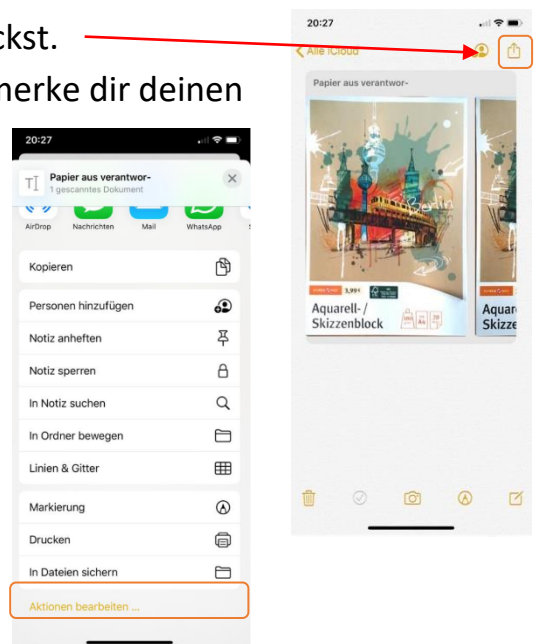 ckst.
nerke dir deinen
20:27
Papier aus verantwor-
1 gescanntes Dokument
AirDrop Nachrichten Mail WhatsApp
Kopieren
Personen hinzufügen
Notiz anheften
Notiz sperren
In Notiz suchen
In Ordner bewegen
Linien & Gitter
Markierung
Drucken
In Dateien sichern
Aktionen bearbeiten ...
20:27
Alle iCloud
Papier aus verantwor-
Berlin
3,99€
Aquarell-/
Skizzenblock
Aquar
Skizze